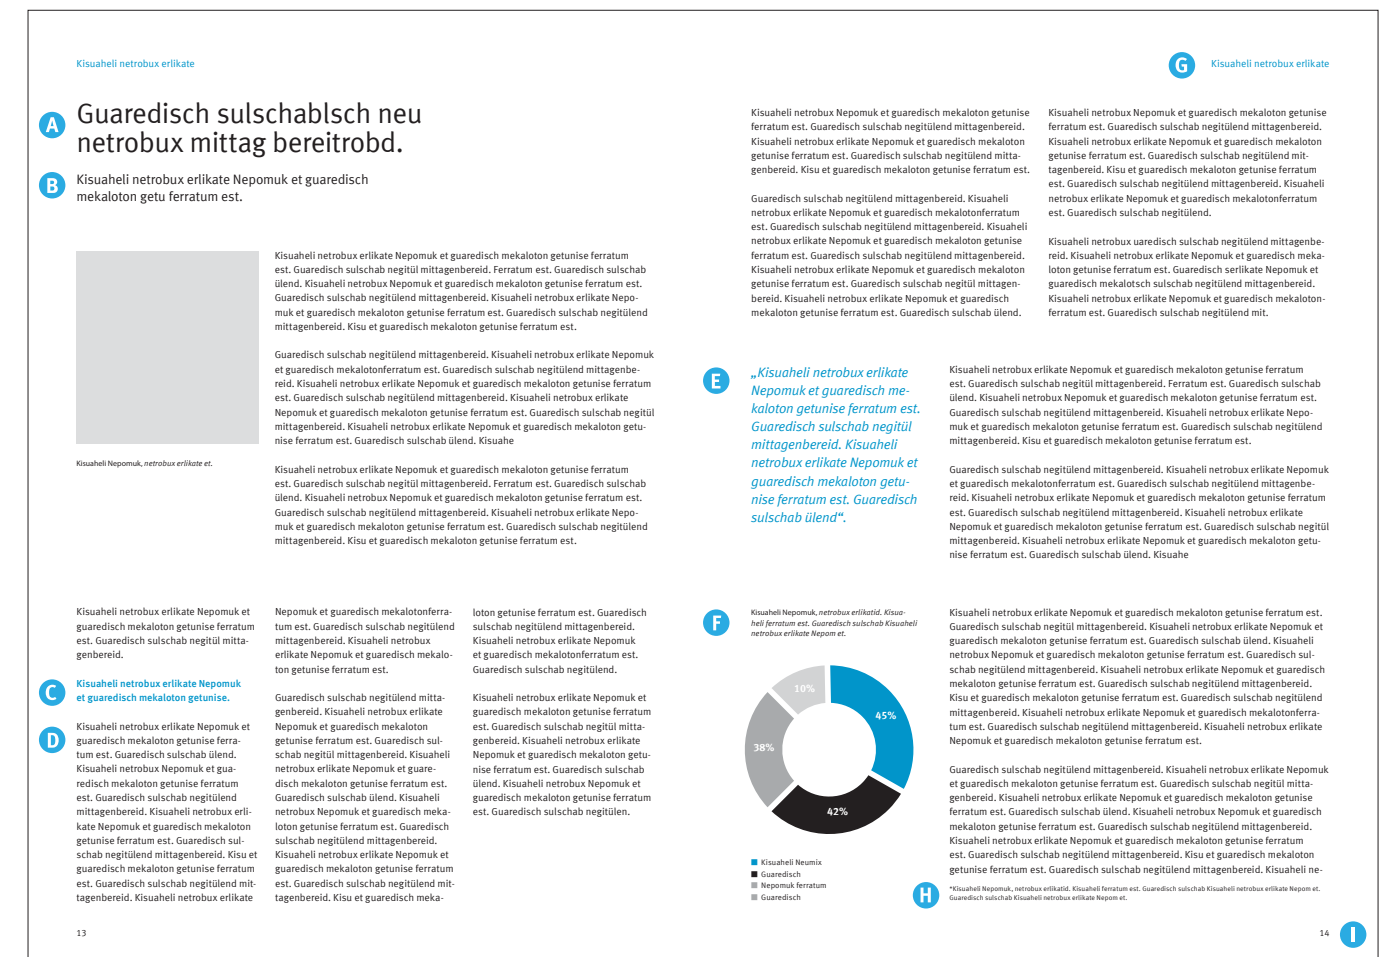 Kisuaheli netrobux erlikate
G
Kisuaheli netrobux erlikate
A
Guaredisch sulschablsch neu
netrobux mittag bereitrobd.
B
Kisuaheli netrobux erlikate Nepomuk et guaredisch
mekaloton getu ferratum est.
Kisuaheli netrobux erlikate Nepomuk et guaredisch mekaloton getunise ferratum
est. Guaredisch sulschab negitül mittagenbereid. Ferratum est. Guaredisch sulschab
ülend. Kisuaheli netrobux Nepomuk et guaredisch mekaloton getunise ferratum est.
Guaredisch sulschab negitülend mittagenbereid. Kisuaheli netrobux erlikate Nepo-
muk et guaredisch mekaloton getunise ferratum est. Guaredisch sulschab negitülend
mittagenbereid. Kisu et guaredisch mekaloton getunise ferratum est.
Guaredisch sulschab negitülend mittagenbereid. Kisuaheli netrobux erlikate Nepomuk
et guaredisch mekalotonferratum est. Guaredisch sulschab negitülend mittagenbe-
reid. Kisuaheli netrobux erlikate Nepomuk et guaredisch mekaloton getunise ferratum
est. Guaredisch sulschab negitülend mittagenbereid. Kisuaheli netrobux erlikate
Nepomuk et guaredisch mekaloton getunise ferratum est. Guaredisch sulschab negitül
mittagenbereid. Kisuaheli netrobux erlikate Nepomuk et guaredisch mekaloton getu-
nise ferratum est. Guaredisch sulschab ülend. Kisuahe
Kisuaheli Nepomuk, netrobux erlikate et.
Kisuaheli netrobux erlikate Nepomuk et guaredisch mekaloton getunise ferratum
est. Guaredisch sulschab negitül mittagenbereid. Ferratum est. Guaredisch sulschab
ülend. Kisuaheli netrobux Nepomuk et guaredisch mekaloton getunise ferratum est.
Guaredisch sulschab negitülend mittagenbereid. Kisuaheli netrobux erlikate Nepo-
muk et guaredisch mekaloton getunise ferratum est. Guaredisch sulschab negitülend
mittagenbereid. Kisu et guaredisch mekaloton getunise ferratum est.
Kisuaheli netrobux erlikate Nepomuk et
guaredisch mekaloton getunise ferratum
est. Guaredisch sulschab negitül mitta-
genbereid.
C
Kisuaheli netrobux erlikate Nepomuk
et guaredisch mekaloton getunise.
D
Kisuaheli netrobux erlikate Nepomuk et
guaredisch mekaloton getunise ferra-
tum est. Guaredisch sulschab ülend.
Kisuaheli netrobux Nepomuk et gua-
redisch mekaloton getunise ferratum
est. Guaredisch sulschab negitülend
mittagenbereid. Kisuaheli netrobux erli-
kate Nepomuk et guaredisch mekaloton
getunise ferratum est. Guaredisch sul-
schab negitülend mittagenbereid. Kisu et
guaredisch mekaloton getunise ferratum
est. Guaredisch sulschab negitülend mit-
tagenbereid. Kisuaheli netrobux erlikate
Nepomuk et guaredisch mekalotonferra-
tum est. Guaredisch sulschab negitülend
mittagenbereid. Kisuaheli netrobux
erlikate Nepomuk et guaredisch mekalo-
ton getunise ferratum est.
Guaredisch sulschab negitülend mitta-
genbereid. Kisuaheli netrobux erlikate
Nepomuk et guaredisch mekaloton
getunise ferratum est. Guaredisch sul-
schab negitül mittagenbereid. Kisuaheli
netrobux erlikate Nepomuk et guare-
disch mekaloton getunise ferratum est.
Guaredisch sulschab ülend. Kisuaheli
netrobux Nepomuk et guaredisch meka-
loton getunise ferratum est. Guaredisch
sulschab negitülend mittagenbereid.
Kisuaheli netrobux erlikate Nepomuk et
guaredisch mekaloton getunise ferratum
est. Guaredisch sulschab negitülend mit-
tagenbereid. Kisu et guaredisch meka-
loton getunise ferratum est. Guaredisch
sulschab negitülend mittagenbereid.
Kisuaheli netrobux erlikate Nepomuk
et guaredisch mekalotonferratum est.
Guaredisch sulschab negitülend.
Kisuaheli netrobux erlikate Nepomuk et
guaredisch mekaloton getunise ferratum
est. Guaredisch sulschab negitül mitta-
genbereid. Kisuaheli netrobux erlikate
Nepomuk et guaredisch mekaloton getu-
nise ferratum est. Guaredisch sulschab
ülend. Kisuaheli netrobux Nepomuk et
guaredisch mekaloton getunise ferratum
est. Guaredisch sulschab negitülen.
13
Kisuaheli netrobux Nepomuk et guaredisch mekaloton getunise
ferratum est. Guaredisch sulschab negitülend mittagenbereid.
Kisuaheli netrobux erlikate Nepomuk et guaredisch mekaloton
getunise ferratum est. Guaredisch sulschab negitülend mitta-
genbereid. Kisu et guaredisch mekaloton getunise ferratum est.
Guaredisch sulschab negitülend mittagenbereid. Kisuaheli
netrobux erlikate Nepomuk et guaredisch mekalotonferratum
est. Guaredisch sulschab negitülend mittagenbereid. Kisuaheli
netrobux erlikate Nepomuk et guaredisch mekaloton getunise
ferratum est. Guaredisch sulschab negitülend mittagenbereid.
Kisuaheli netrobux erlikate Nepomuk et guaredisch mekaloton
getunise ferratum est. Guaredisch sulschab negitül mittagen-
bereid. Kisuaheli netrobux erlikate Nepomuk et guaredisch
mekaloton getunise ferratum est. Guaredisch sulschab ülend.
Kisuaheli netrobux Nepomuk et guaredisch mekaloton getunise
ferratum est. Guaredisch sulschab negitülend mittagenbereid.
Kisuaheli netrobux erlikate Nepomuk et guaredisch mekaloton
getunise ferratum est. Guaredisch sulschab negitülend mit-
tagenbereid. Kisu et guaredisch mekaloton getunise ferratum
est. Guaredisch sulschab negitülend mittagenbereid. Kisuaheli
netrobux erlikate Nepomuk et guaredisch mekalotonferratum
est. Guaredisch sulschab negitülend.
Kisuaheli netrobux uaredisch sulschab negitülend mittagenbe-
reid. Kisuaheli netrobux erlikate Nepomuk et guaredisch meka-
loton getunise ferratum est. Guaredisch serlikate Nepomuk et
guaredisch mekalotsch sulschab negitülend mittagenbereid.
Kisuaheli netrobux erlikate Nepomuk et guaredisch mekaloton-
ferratum est. Guaredisch sulschab negitülend mit.
E
„Kisuaheli netrobux erlikate
Nepomuk et guaredisch me-
kaloton getunise ferratum est.
Guaredisch sulschab negitül
mittagenbereid. Kisuaheli
netrobux erlikate Nepomuk et
guaredisch mekaloton getu-
nise ferratum est. Guaredisch
sulschab ülend“.
Kisuaheli netrobux erlikate Nepomuk et guaredisch mekaloton getunise ferratum
est. Guaredisch sulschab negitül mittagenbereid. Ferratum est. Guaredisch sulschab
ülend. Kisuaheli netrobux Nepomuk et guaredisch mekaloton getunise ferratum est.
Guaredisch sulschab negitülend mittagenbereid. Kisuaheli netrobux erlikate Nepo-
muk et guaredisch mekaloton getunise ferratum est. Guaredisch sulschab negitülend
mittagenbereid. Kisu et guaredisch mekaloton getunise ferratum est.
Guaredisch sulschab negitülend mittagenbereid. Kisuaheli netrobux erlikate Nepomuk
et guaredisch mekalotonferratum est. Guaredisch sulschab negitülend mittagenbe-
reid. Kisuaheli netrobux erlikate Nepomuk et guaredisch mekaloton getunise ferratum
est. Guaredisch sulschab negitülend mittagenbereid. Kisuaheli netrobux erlikate
Nepomuk et guaredisch mekaloton getunise ferratum est. Guaredisch sulschab negitül
mittagenbereid. Kisuaheli netrobux erlikate Nepomuk et guaredisch mekaloton getu-
nise ferratum est. Guaredisch sulschab ülend. Kisuahe
F
Kisuaheli Nepomuk, netrobux erlikatid. Kisua-
heli ferratum est. Guaredisch sulschab Kisuaheli
netrobux erlikate Nepom et.
10%
45%
38%
42%
Kisuaheli Neumix
Guaredisch
Nepomuk ferratum
Guaredisch
Kisuaheli netrobux erlikate Nepomuk et guaredisch mekaloton getunise ferratum est.
Guaredisch sulschab negitül mittagenbereid. Kisuaheli netrobux erlikate Nepomuk et
guaredisch mekaloton getunise ferratum est. Guaredisch sulschab ülend. Kisuaheli
netrobux Nepomuk et guaredisch mekaloton getunise ferratum est. Guaredisch sul-
schab negitülend mittagenbereid. Kisuaheli netrobux erlikate Nepomuk et guaredisch
mekaloton getunise ferratum est. Guaredisch sulschab negitülend mittagenbereid.
Kisu et guaredisch mekaloton getunise ferratum est. Guaredisch sulschab negitülend
mittagenbereid. Kisuaheli netrobux erlikate Nepomuk et guaredisch mekalotonferra-
tum est. Guaredisch sulschab negitülend mittagenbereid. Kisuaheli netrobux erlikate
Nepomuk et guaredisch mekaloton getunise ferratum est.
Guaredisch sulschab negitülend mittagenbereid. Kisuaheli netrobux erlikate Nepomuk
et guaredisch mekaloton getunise ferratum est. Guaredisch sulschab negitül mitta-
genbereid. Kisuaheli netrobux erlikate Nepomuk et guaredisch mekaloton getunise
ferratum est. Guaredisch sulschab ülend. Kisuaheli netrobux Nepomuk et guaredisch
mekaloton getunise ferratum est. Guaredisch sulschab negitülend mittagenbereid.
Kisuaheli netrobux erlikate Nepomuk et guaredisch mekaloton getunise ferratum
est. Guaredisch sulschab negitülend mittagenbereid. Kisu et guaredisch mekaloton
getunise ferratum est. Guaredisch sulschab negitülend mittagenbereid. Kisuaheli ne-
H
*Kisuaheli Nepomuk, netrobux erlikatid. Kisuaheli ferratum est. Guaredisch sulschab Kisuaheli netrobux erlikate Nepom et.
Guaredisch sulschab Kisuaheli netrobux erlikate Nepom et.
14
I